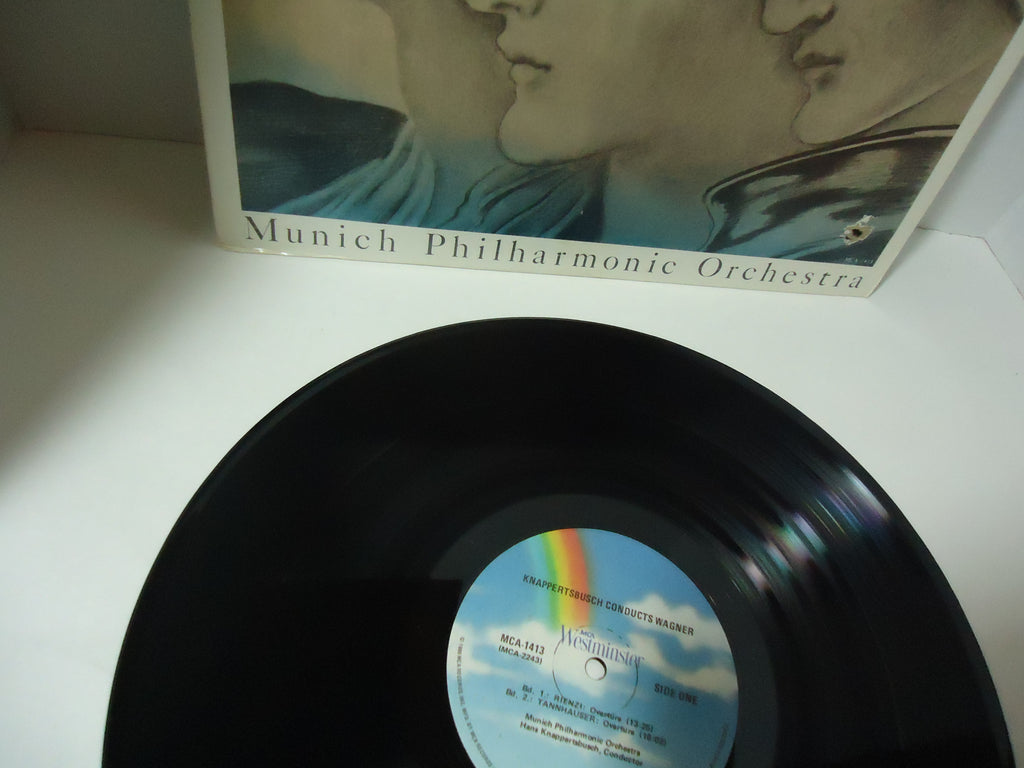 Munich Philharmonic Orchestra
KNAPPERTSBUSCH CONDUCTS WAGNER
MCA
Westminster
MCA-1413
(MCA-2243)
SIDE ONE
Bd. 1.: RIENZI: Overture (13:25)
Bd. 2.: TANNHAUSER: Overture (16:02)
Munich Philharmonic Orchestra
Hans Knappertsbusch, Conductor